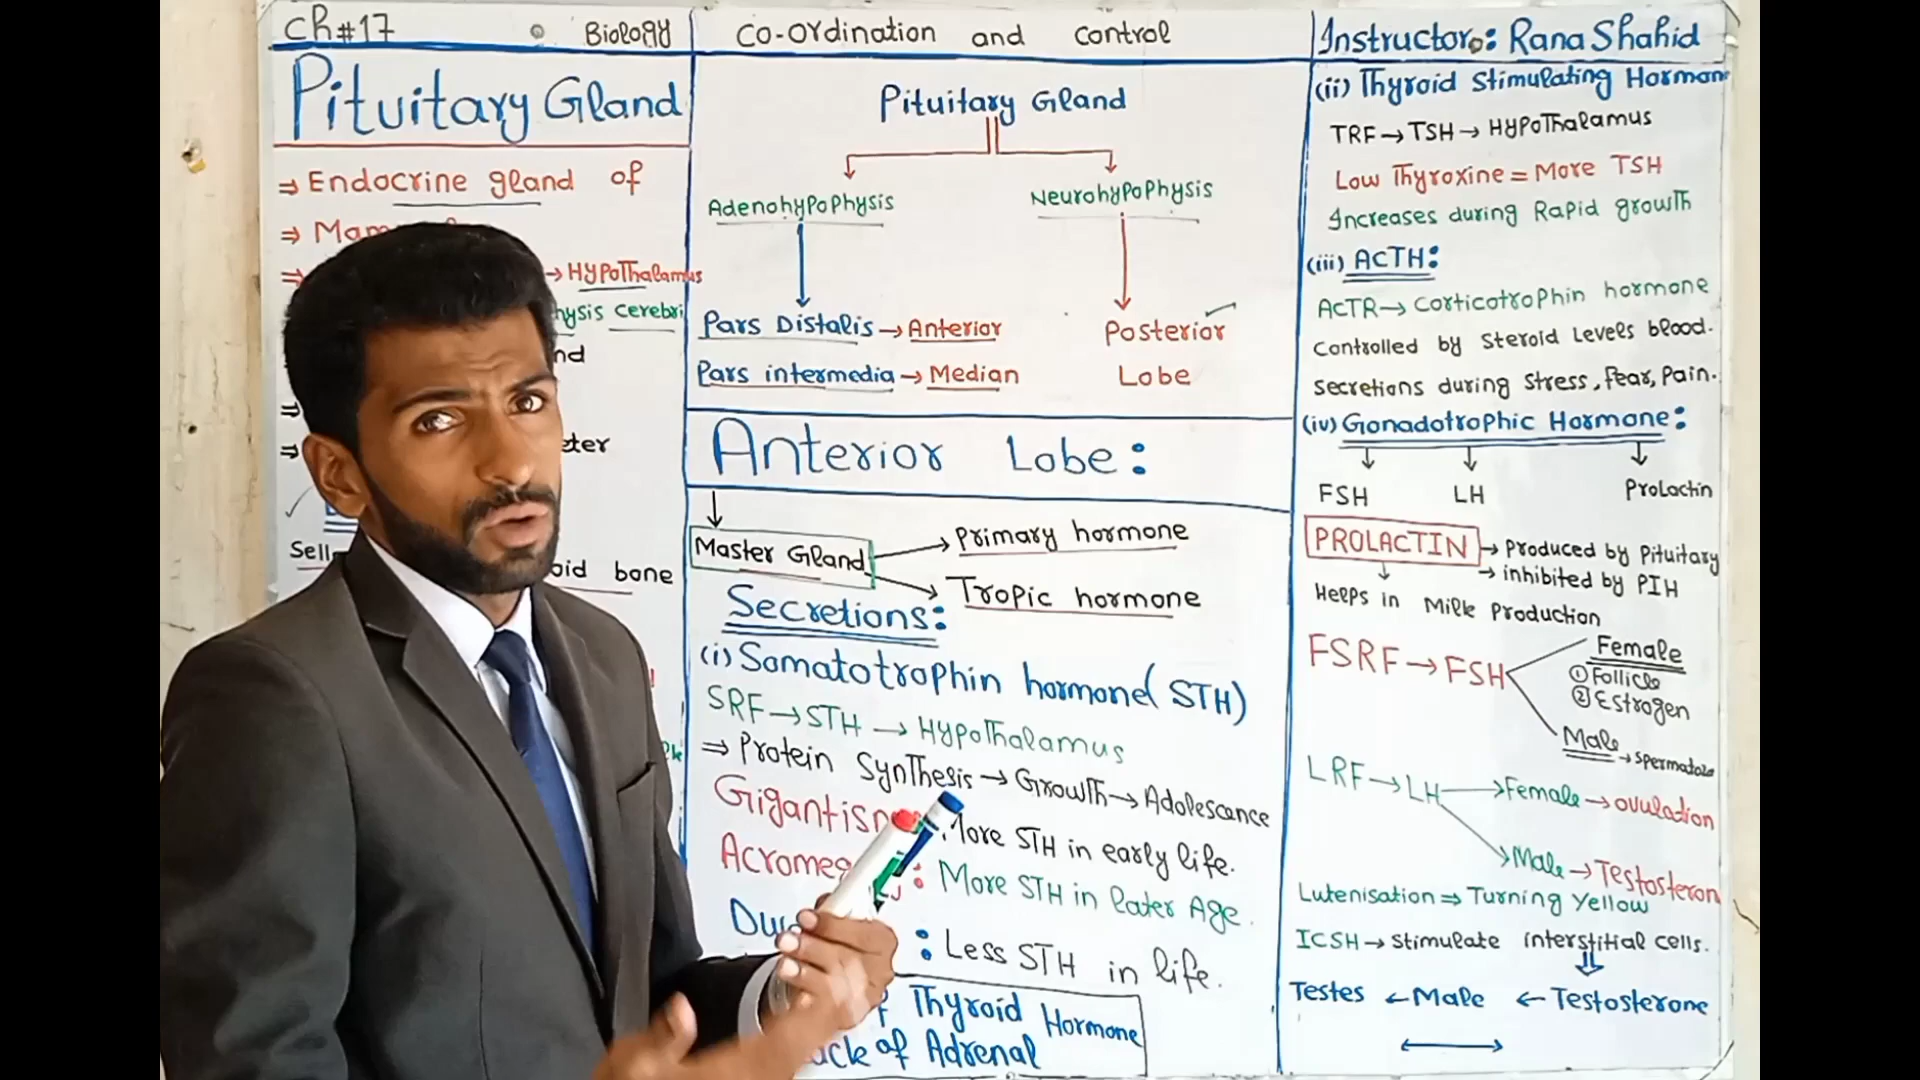 Ch#17
Biology
Co-ordination and control
Instructor: Rana Shahid
Pituitary Gland
⇒ Endocrine gland of
⇒
⇒ → Hypothalamus
hysis cerebri
nd
⇒
⇒ eter
Sell
oid bone
Pituitary Gland
Adenohypophysis
Neurohypophysis
Pars Distalis → Anterior
Pars intermedia → Median
Posterior
Lobe
Anterior Lobe:
Master Gland
→ Primary hormone
→ Tropic hormone
Secretions:
(i) Somatotrophin hormone (STH)
SRF → STH → Hypothalamus
⇒ Protein Synthesis → Growth → Adolescance
Gigantism More STH in early life.
Acrome : More STH in later Age.
Dw : Less STH in life.
f Thyroid Hormone
ack of Adrenal
(ii) Thyroid Stimulating Hormon
TRF → TSH → Hypothalamus
Low Thyroxine = More TSH
Increases during Rapid growth
(iii) ACTH:
ACTR → Corticotrophin hormone
Controlled by Steroid Levels blood.
Secretions during Stress, Fear, Pain.
(iv) Gonadotrophic Hormone:
FSH LH Prolactin
PROLACTIN → Produced by Pituitary
→ inhibited by PIH
Helps in Milk Production
FSRF → FSH
Female
① Follicle
② Estrogen
Male → Spermatozo
LRF → LH → Female → ovulation
Male → Testosteron
Lutenisation ⇒ Turning Yellow
ICSH → Stimulate interstitial cells.
Testes ← Male ← Testosterone